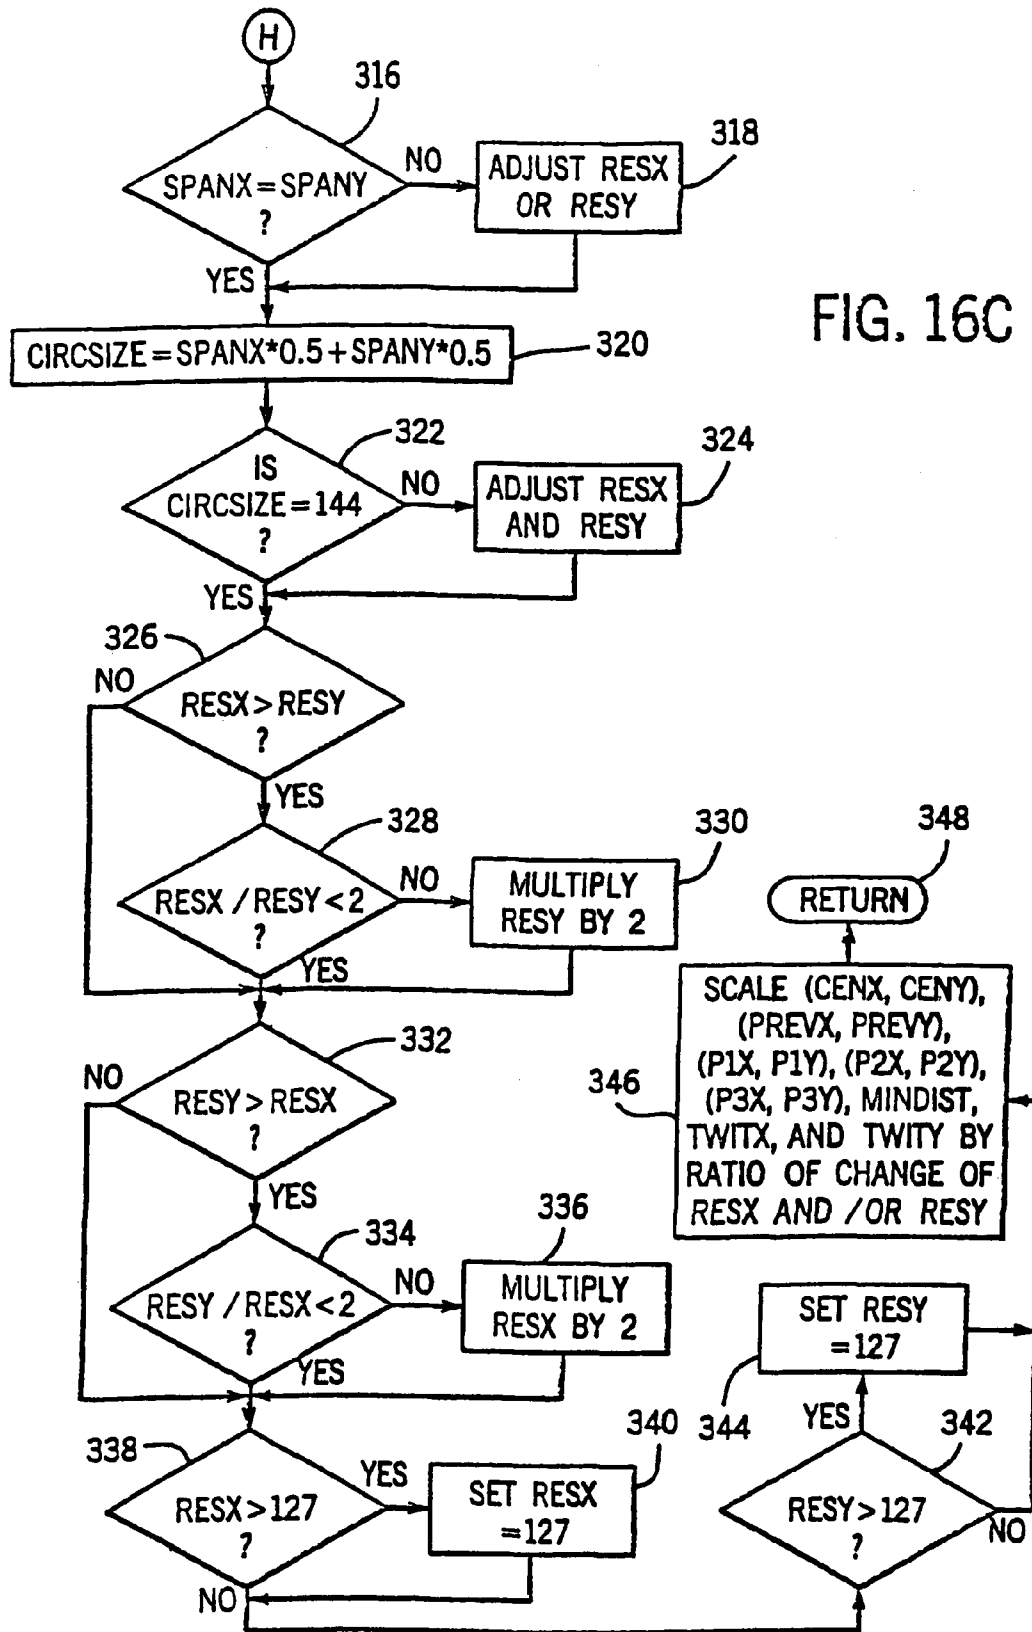 H
316
SPANX=SPANY
?
NO
ADJUST RESX
OR RESY
318
YES
FIG. 16C
CIRCSIZE=SPANX*0.5+SPANY*0.5
320
322
IS
CIRCSIZE=144
?
NO
ADJUST RESX
AND RESY
324
YES
326
NO
RESX>RESY
?
YES
328
RESX/RESY<2
?
NO
MULTIPLY
RESY BY 2
330
YES
332
NO
RESY>RESX
?
YES
334
RESY/RESX<2
?
NO
MULTIPLY
RESX BY 2
336
YES
338
RESX>127
?
YES
SET RESX
=127
340
NO
342
RESY>127
?
NO
YES
SET RESY
=127
344
346
SCALE (CENX, CENY),
(PREVX, PREVY),
(P1X, P1Y), (P2X, P2Y),
(P3X, P3Y), MINDIST,
TWITX, AND TWITY BY
RATIO OF CHANGE OF
RESX AND /OR RESY
RETURN
348